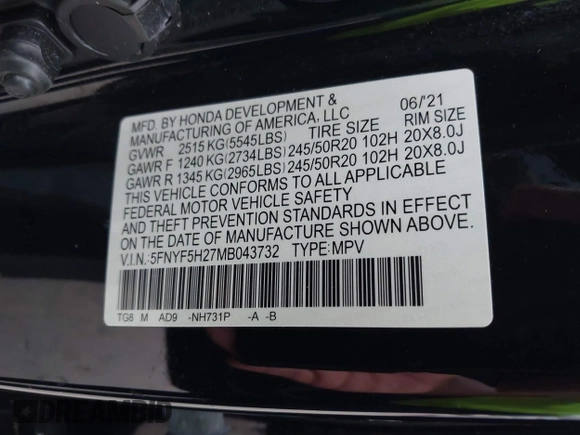 MFD. BY HONDA DEVELOPMENT &
MANUFACTURING OF AMERICA, LLC 06/'21
GVWR 2515 KG(5545LBS) TIRE SIZE RIM SIZE
GAWR F 1240 KG(2734LBS) 245/50R20 102H 20X8.0J
GAWR R 1345 KG(2965LBS) 245/50R20 102H 20X8.0J
THIS VEHICLE CONFORMS TO ALL APPLICABLE
FEDERAL MOTOR VEHICLE SAFETY
AND THEFT PREVENTION STANDARDS IN EFFECT
ON THE DATE OF MANUFACTURE SHOWN ABOVE.
V.I.N.:5FNYF5H27MB043732 TYPE:MPV
TG8 M AD9 -NH731P -A -B
DREAMBID